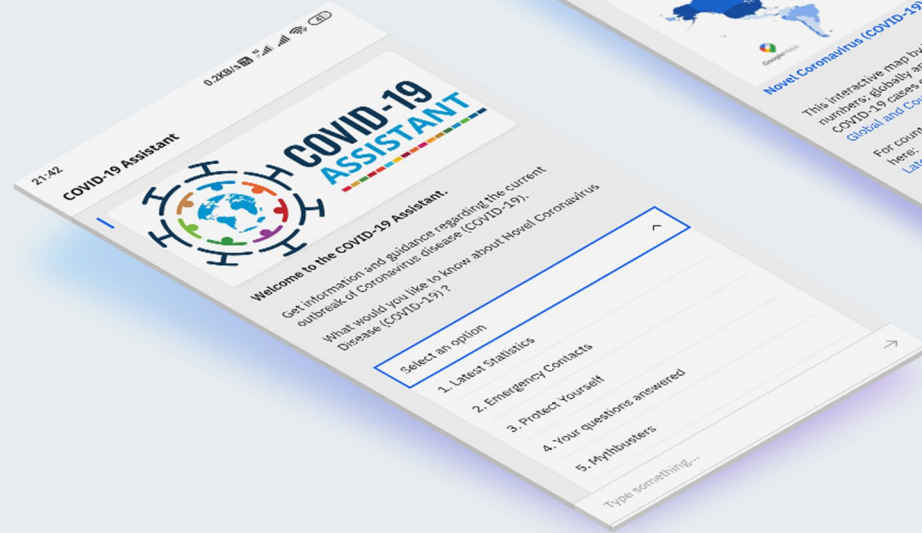 21:42
0.2KB/s
41
COVID-19 Assistant
COVID-19
ASSISTANT
Welcome to the COVID-19 Assistant.
Get information and guidance regarding the current
outbreak of Coronavirus disease (COVID-19).
What would you like to know about Novel Coronavirus
Disease (COVID-19) ?
Select an option
1. Latest Statistics
2. Emergency Contacts
3. Protect Yourself
4. Your questions answered
5. Mythbusters
Type something...
Google
Novel Coronavirus (COVID-19)
This interactive map by
numbers; globally
COVID-19 cases
Global and
For
here: